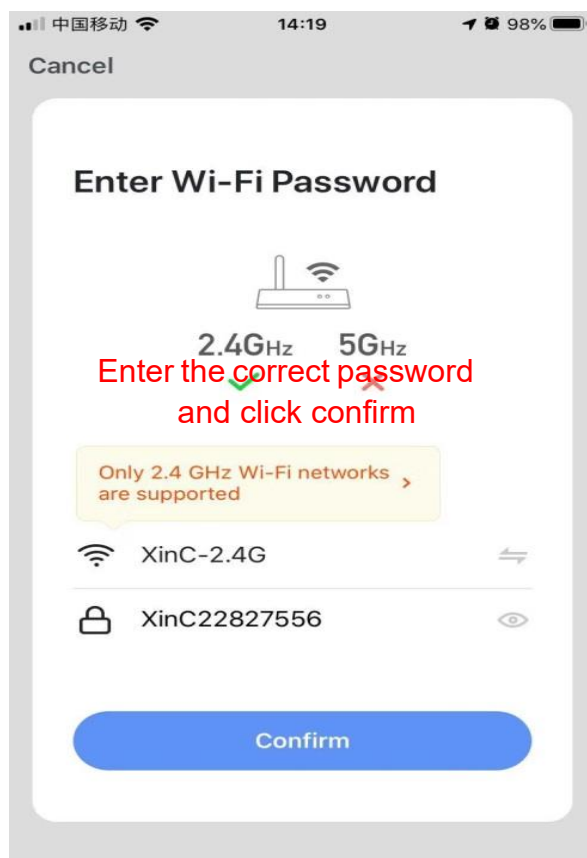 中国移动 14:19 98%
Cancel
Enter Wi-Fi Password
2.4GHz 5GHz
Enter the correct password
and click confirm
Only 2.4 GHz Wi-Fi networks
are supported
XinC-2.4G
XinC22827556
Confirm